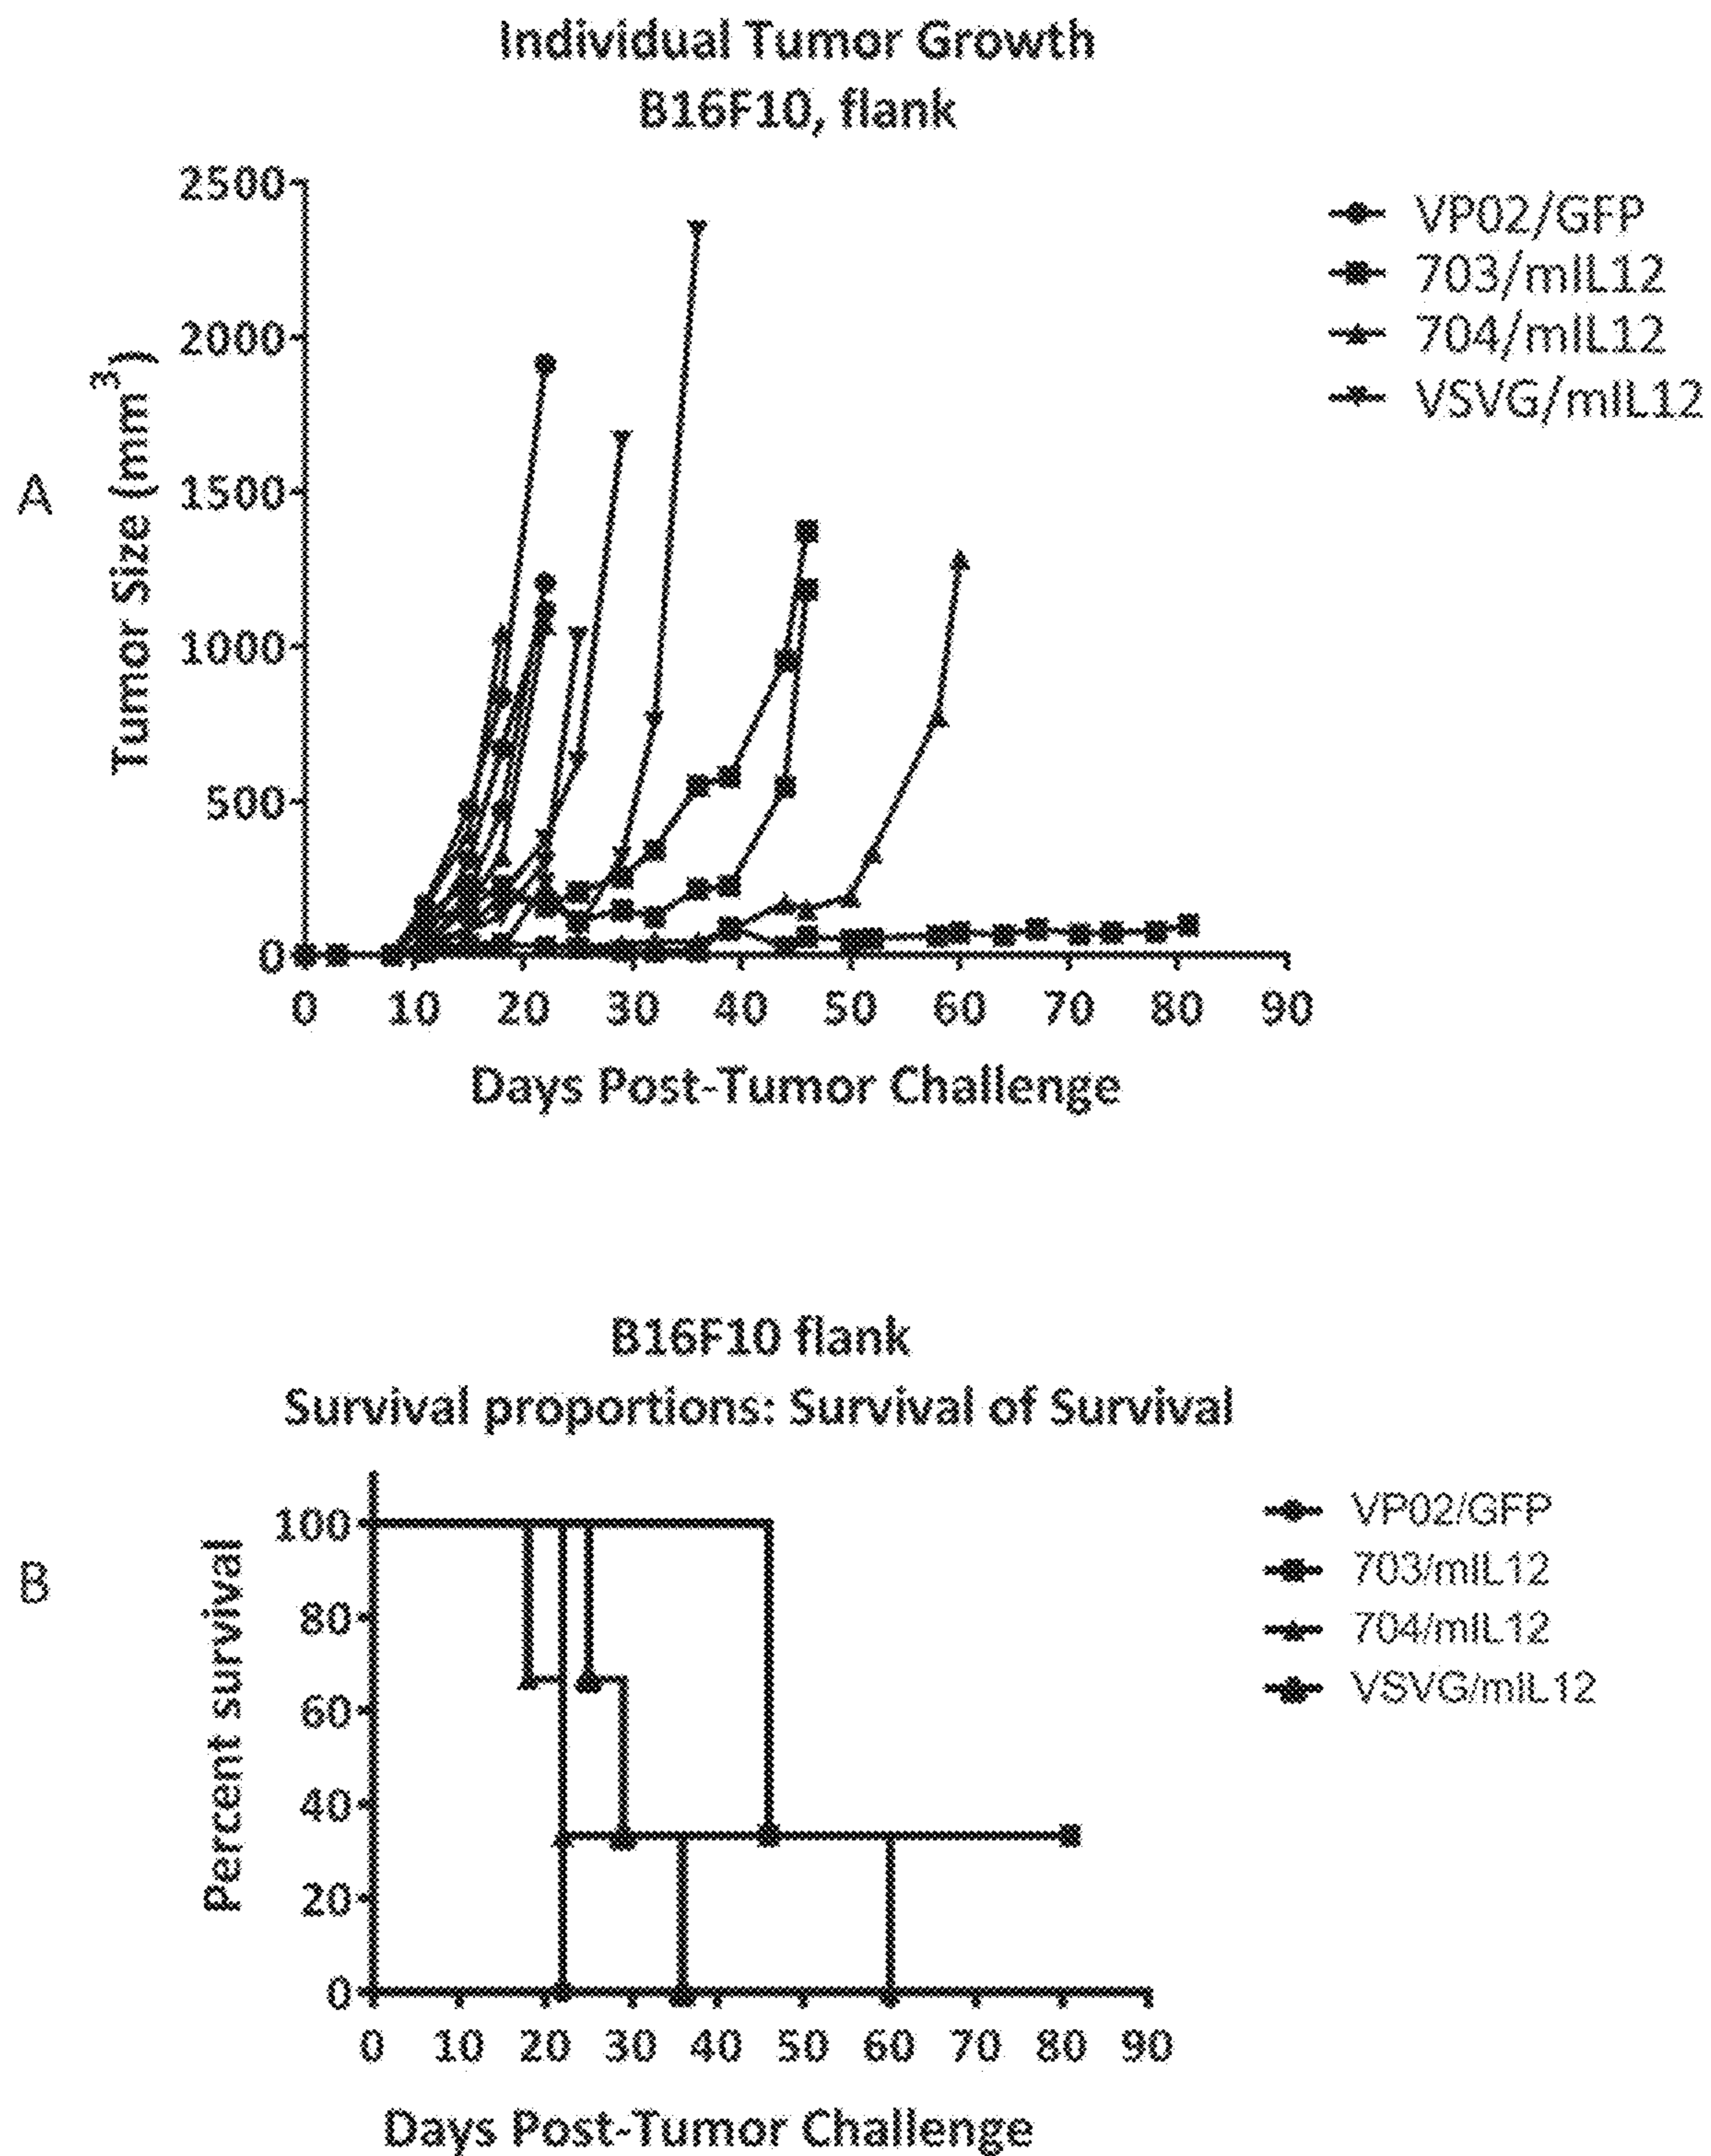 Individual Tumor Growth
B16F10, flank
A
Tumor Size (mm³)
2500
2000
1500
1000
500
0
0 10 20 30 40 50 60 70 80 90
Days Post-Tumor Challenge
VP02/GFP
703/mIL12
704/mIL12
VSVG/mIL12
B16F10 flank
Survival proportions: Survival of Survival
B
Percent survival
100
80
60
40
20
0
0 10 20 30 40 50 60 70 80 90
Days Post-Tumor Challenge
VP02/GFP
703/mIL12
704/mIL12
VSVG/mIL12